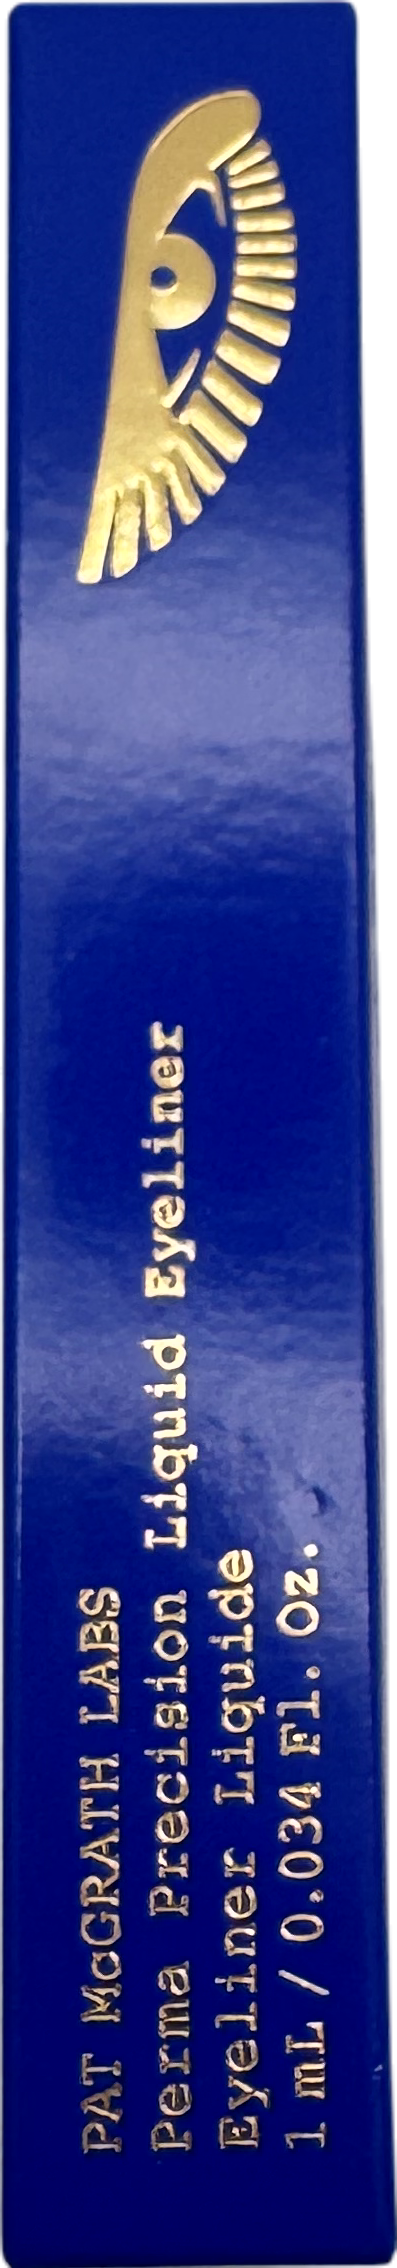 PAT McGRATH LABS
Perma Precision Liquid Eyeliner
Eyeliner Liquide
1 mL / 0.034 Fl. Oz.